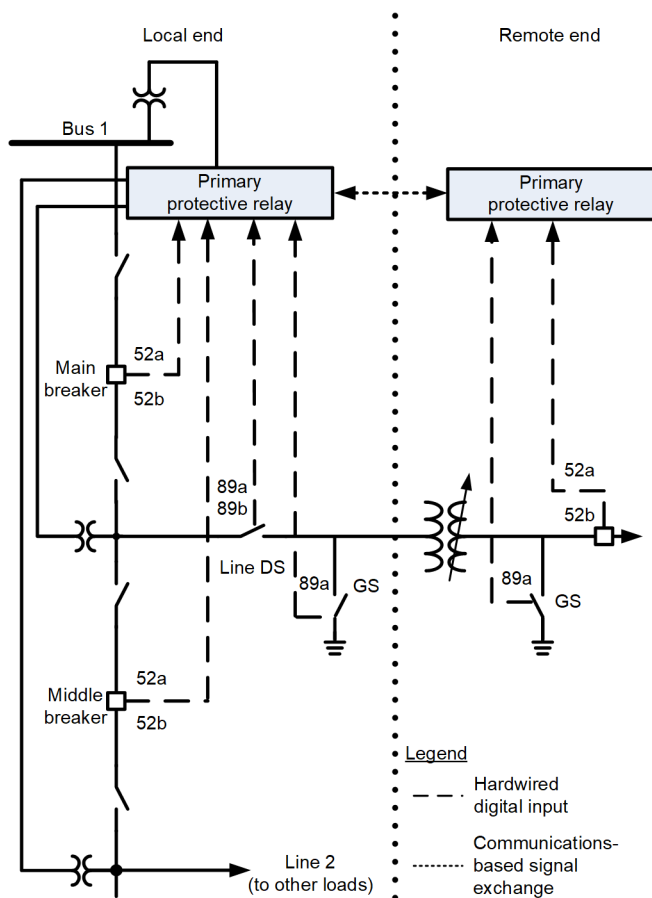 Local end
Remote end
Bus 1
Primary
protective relay
Primary
protective relay
52a
Main
breaker
52b
89a
89b
52a
52b
Line DS
89a
GS
89a
GS
52a
Middle
breaker
52b
Legend
Hardwired
digital input
Communications-
based signal
exchange
Line 2
(to other loads)